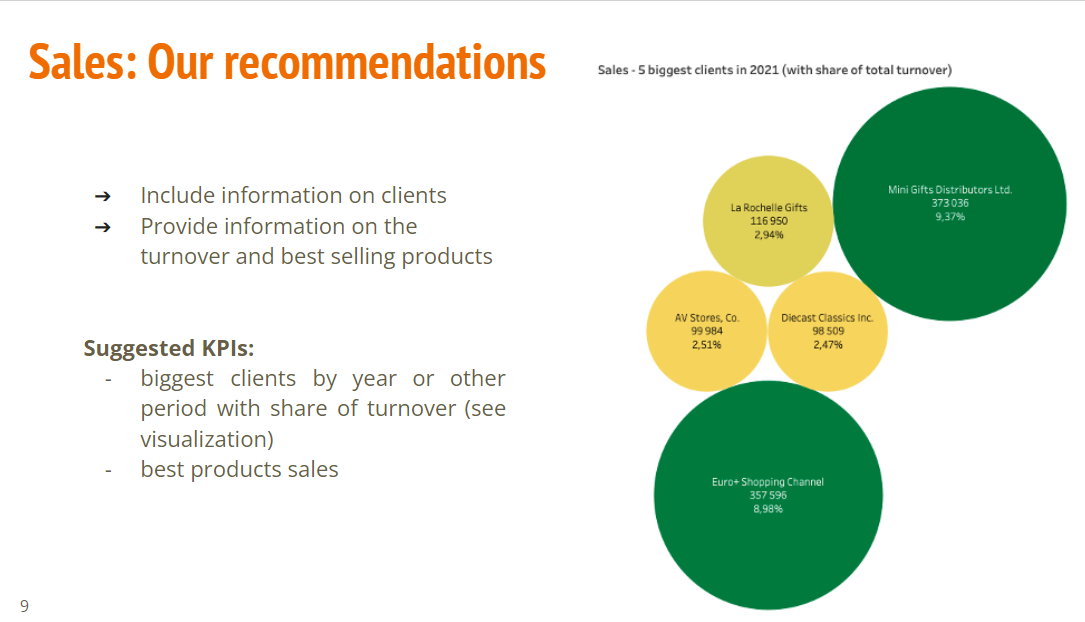 Sales: Our recommendations
Sales - 5 biggest clients in 2021 (with share of total turnover)
➔ Include information on clients
➔ Provide information on the
turnover and best selling products
Suggested KPIs:
- biggest clients by year or other
period with share of turnover (see
visualization)
- best products sales
Mini Gifts Distributors Ltd.
373 036
9,37%
La Rochelle Gifts
116 950
2,94%
AV Stores, Co.
99 984
2,51%
Diecast Classics Inc.
98 509
2,47%
Euro+ Shopping Channel
357 596
8,98%
9